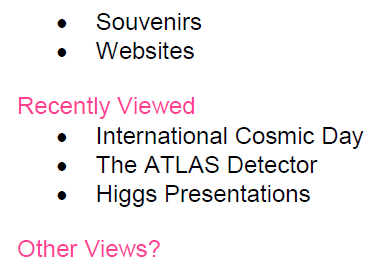 • Souvenirs
• Websites
Recently Viewed
• International Cosmic Day
• The ATLAS Detector
• Higgs Presentations
Other Views?